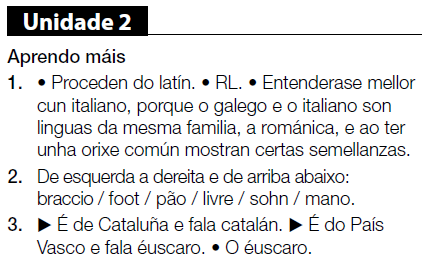 Unidade 2
Aprendo máis
1. • Proceden do latín. • RL. • Entenderase mellor
cun italiano, porque o galego e o italiano son
linguas da mesma familia, a románica, e ao ter
unha orixe común mostran certas semellanzas.
2. De esquerda a dereita e de arriba abaixo:
braccio / foot / pão / livre / sohn / mano.
3. ▶ É de Cataluña e fala catalán. ▶ É do País
Vasco e fala éuscaro. • O éuscaro.